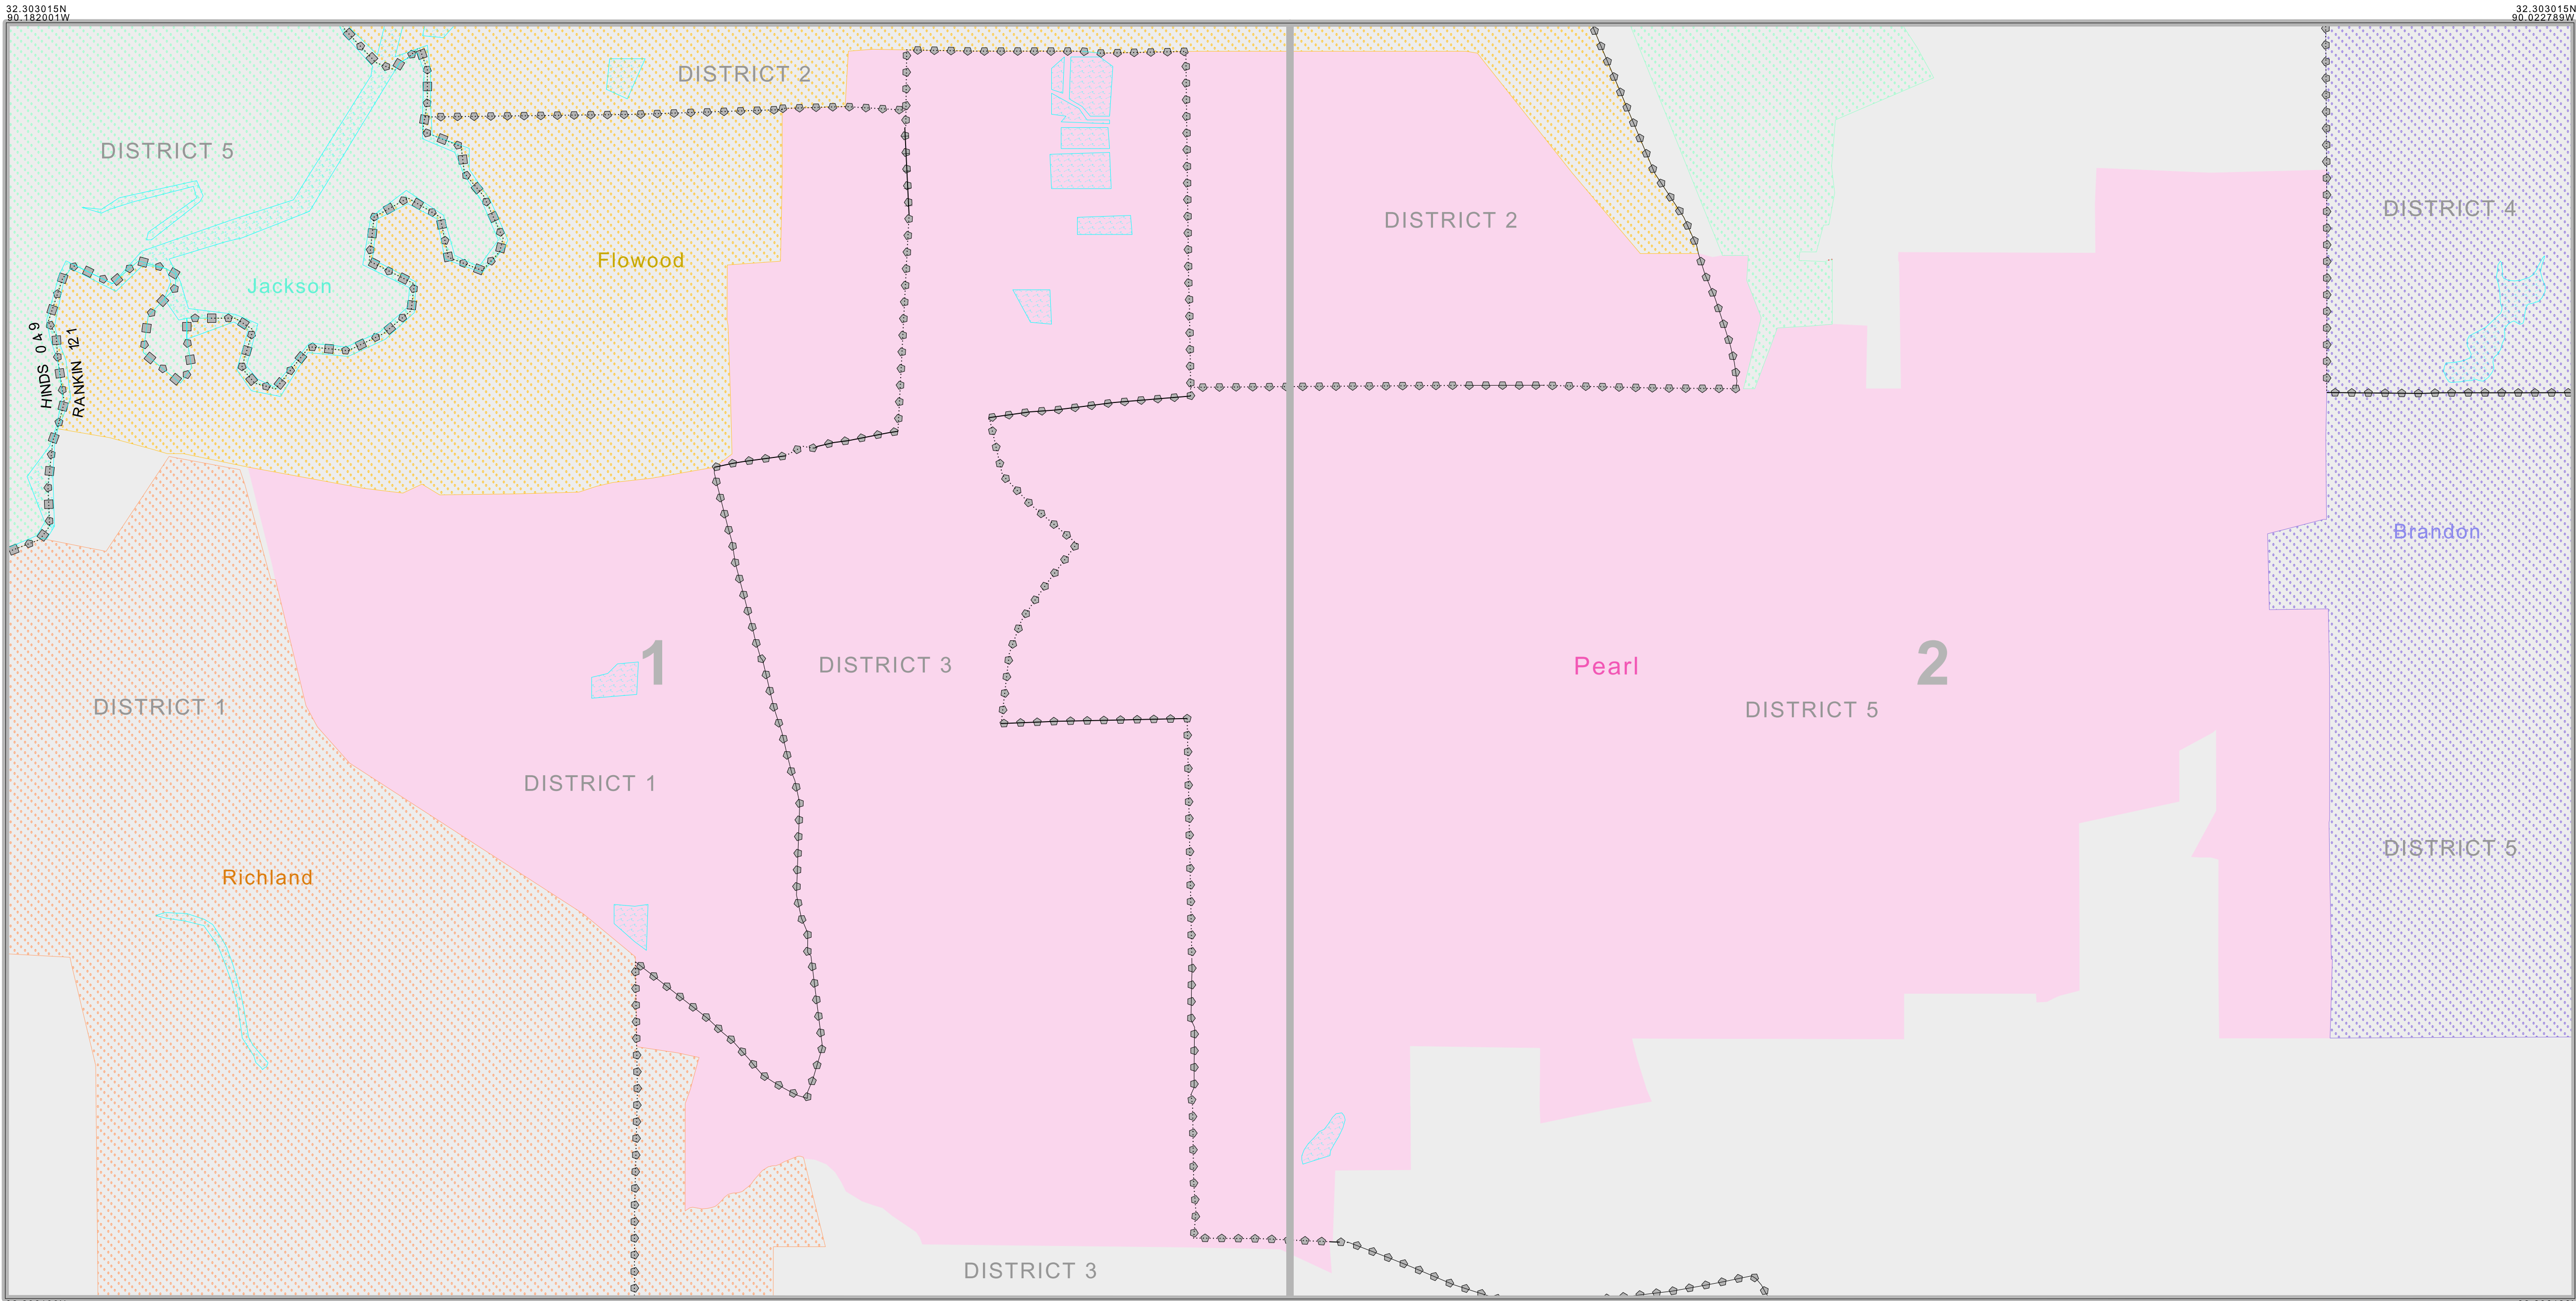 32.303015N
90.182001W
32.303015N
90.022789W
DISTRICT 2
DISTRICT 5
DISTRICT 2
DISTRICT 4
Flowood
Jackson
HINDS 049
RANKIN 121
Brandon
1
DISTRICT 3
Pearl
2
DISTRICT 1
DISTRICT 5
DISTRICT 1
DISTRICT 5
Richland
DISTRICT 3